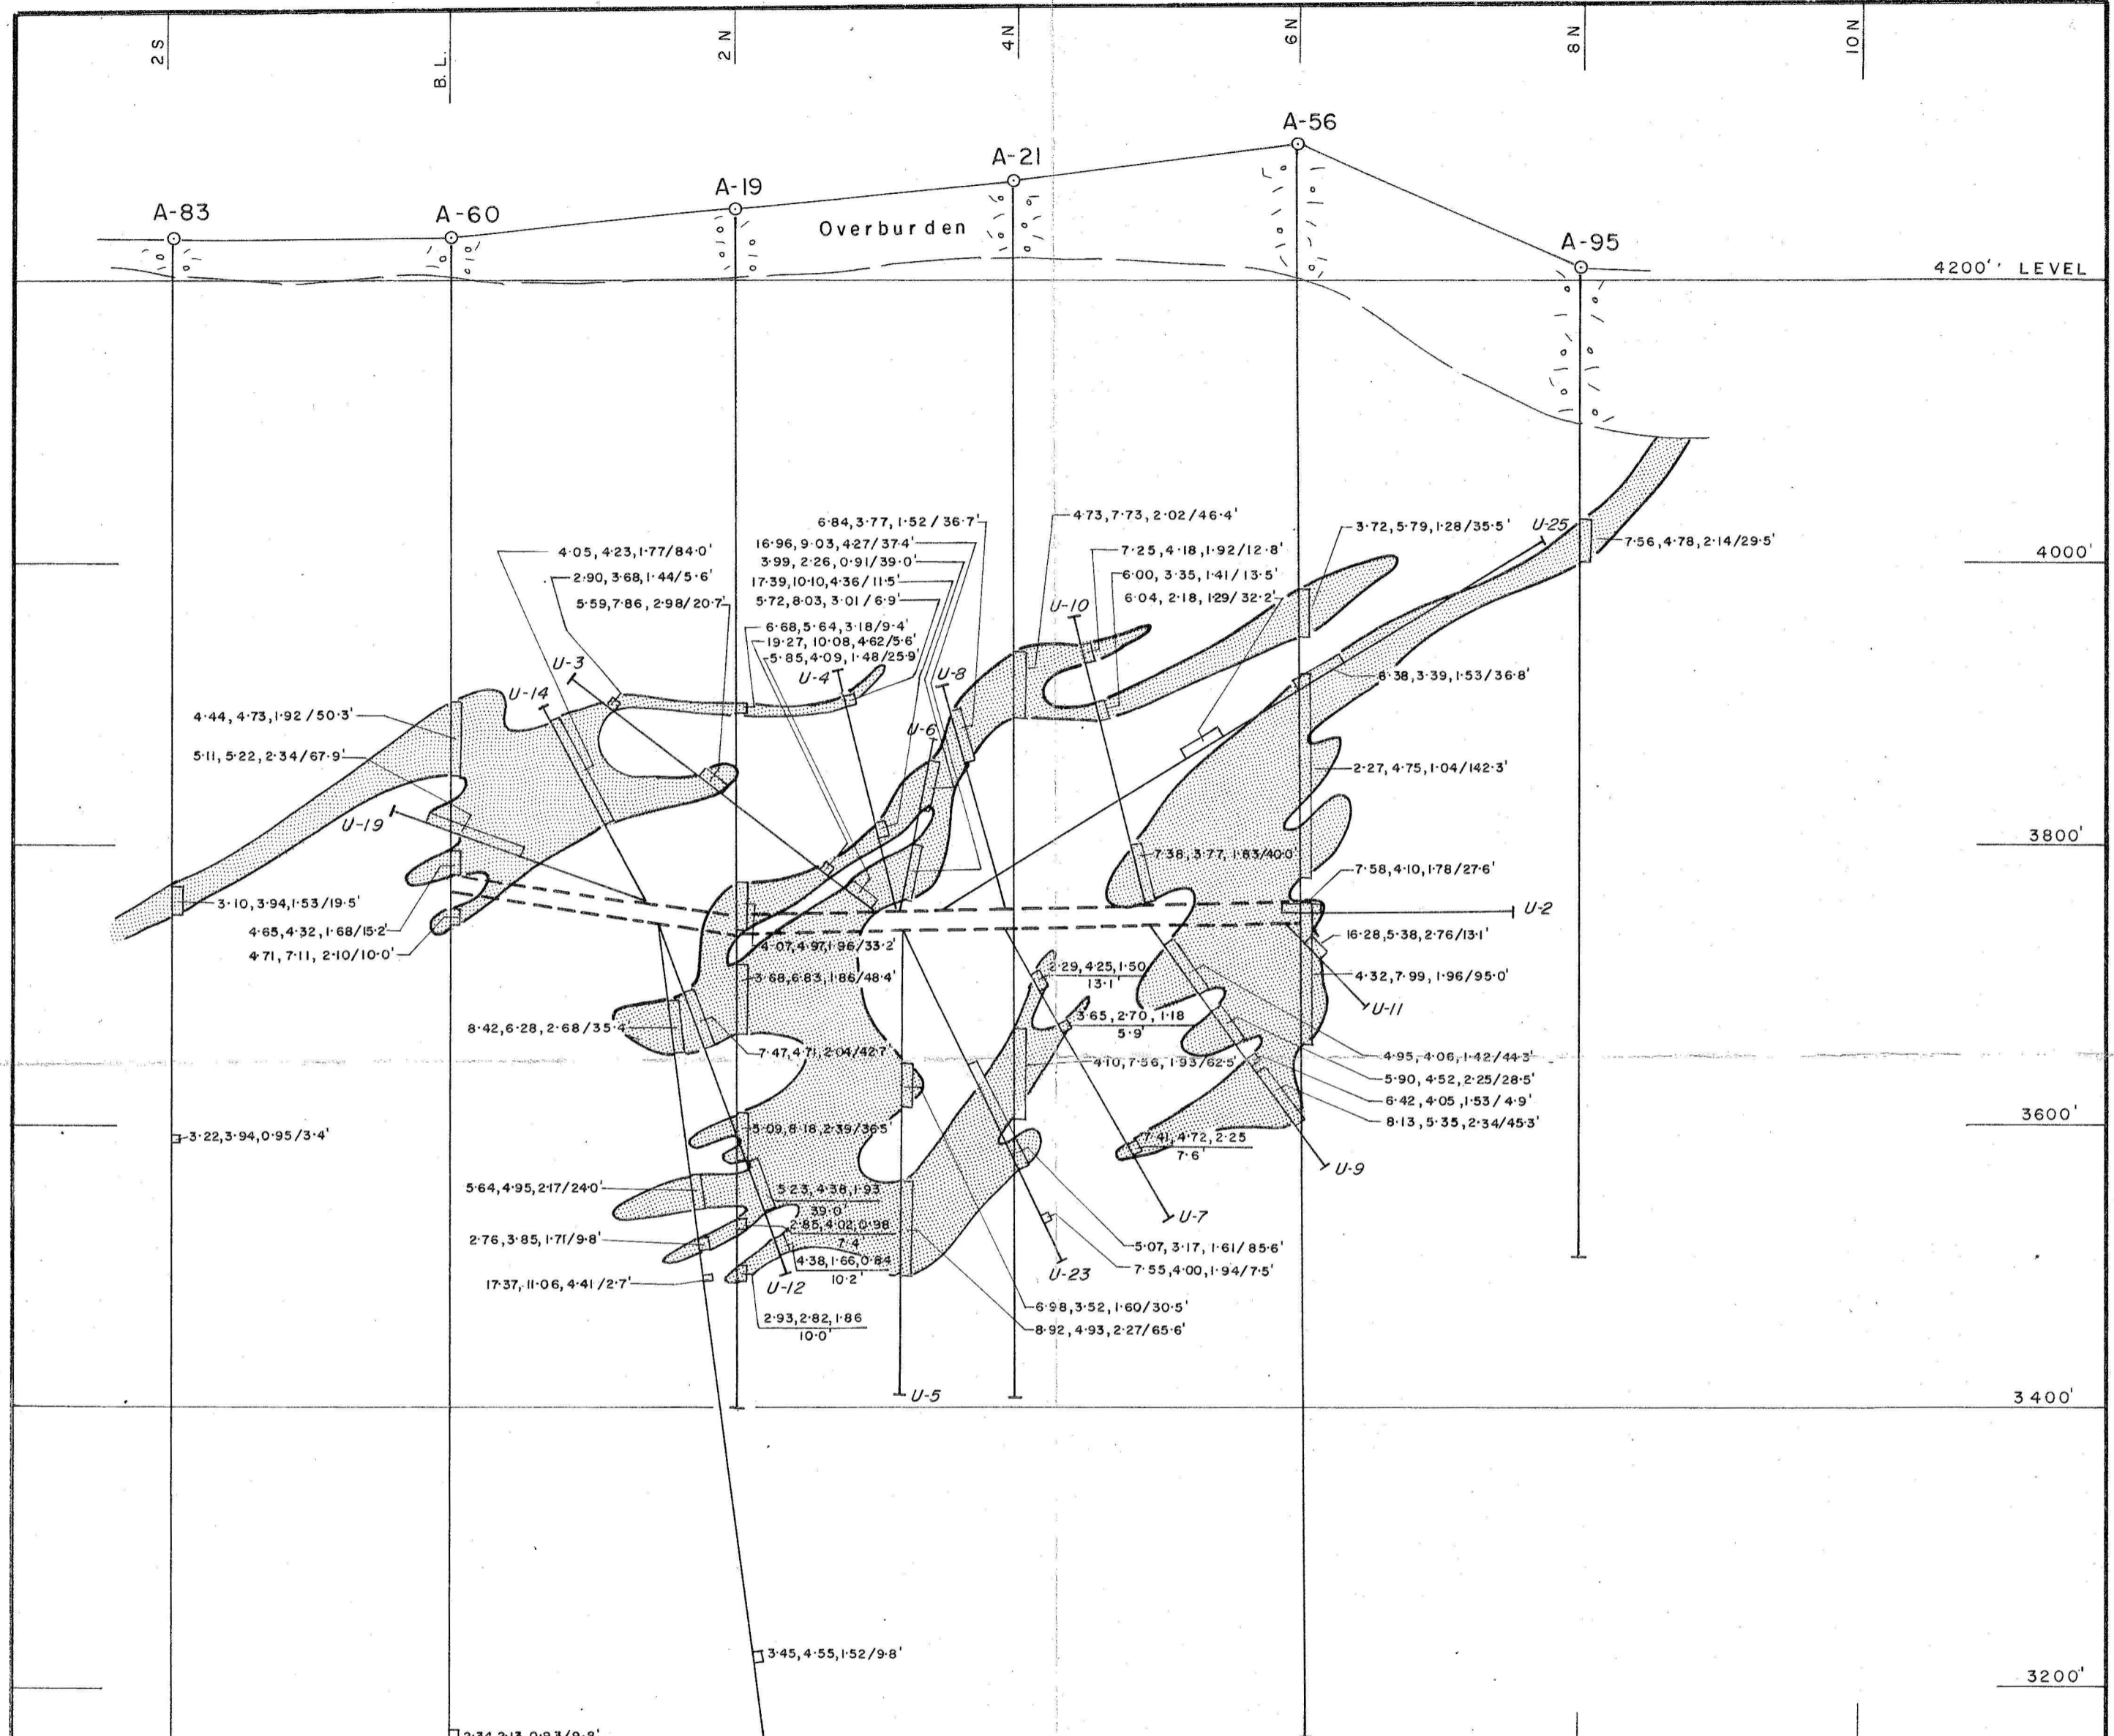 2S
B.L.
2N
4N
6N
8N
10N
A-56
A-21
A-19
A-83
A-60
Overburden
A-95
4200' LEVEL
6·84,3·77,1·52/36·7'
4·73,7·73,2·02/46·4'
3·72,5·79,1·28/35·5'
U-25
16·96,9·03,4·27/37·4'
7·56,4·78,2·14/29·5'
4·05,4·23,1·77/84·0'
7·25,4·18,1·92/12·8'
4000'
3·99,2·26,0·91/39·0'
2·90,3·68,1·44/5·6'
6·00,3·35,1·41/13·5'
17·39,10·10,4·36/11·5'
5·59,7·86,2·98/20·7'
5·72,8·03,3·01/6·9'
6·04,2·18,1·29/32·2'
U-10
6·68,5·64,3·18/9·4'
19·27,10·08,4·62/5·6'
5·85,4·09,1·48/25·9'
U-3
U-4
U-8
6·38,3·39,1·53/36·8'
U-14
4·44,4·73,1·92/50·3'
U-6
5·11,5·22,2·34/67·9'
2·27,4·75,1·04/142·3'
U-19
3800'
7·38,3·77,1·83/40·0'
7·58,4·10,1·78/27·6'
3·10,3·94,1·53/19·5'
U-2
4·65,4·32,1·68/15·2'
16·28,5·38,2·76/13·1'
4·07,4·97,1·96/33·2'
4·71,7·11,2·10/10·0'
2·29,4·25,1·50
13·1'
4·32,7·99,1·96/95·0'
3·68,6·83,1·86/48·4'
U-11
3·65,2·70,1·18
5·9'
8·42,6·28,2·68/35·4
7·47,4·71,2·04/42·7'
4·10,7·56,1·93/62·5'
4·95,4·06,1·42/44·3'
5·90,4·52,2·25/28·5'
6·42,4·05,1·53/4·9'
3600'
8·13,5·35,2·34/45·3'
5·09,8·18,2·39/36·5'
3·22,3·94,0·95/3·4'
7·41,4·72,2·25
7·6'
U-9
5·64,4·95,2·17/24·0'
5·23,4·38,1·93
39·0'
U-7
2·85,4·02,0·98
7·4'
2·76,3·85,1·71/9·8'
5·07,3·17,1·61/85·6'
4·38,1·66,0·84
10·2'
7·55,4·00,1·94/7·5'
U-23
17·37,11·06,4·41/2·7'
U-12
6·98,3·52,1·60/30·5'
2·93,2·82,1·86
10·0'
8·92,4·93,2·27/65·6'
U-5
3400'
3·45,4·55,1·52/9·8'
3200'